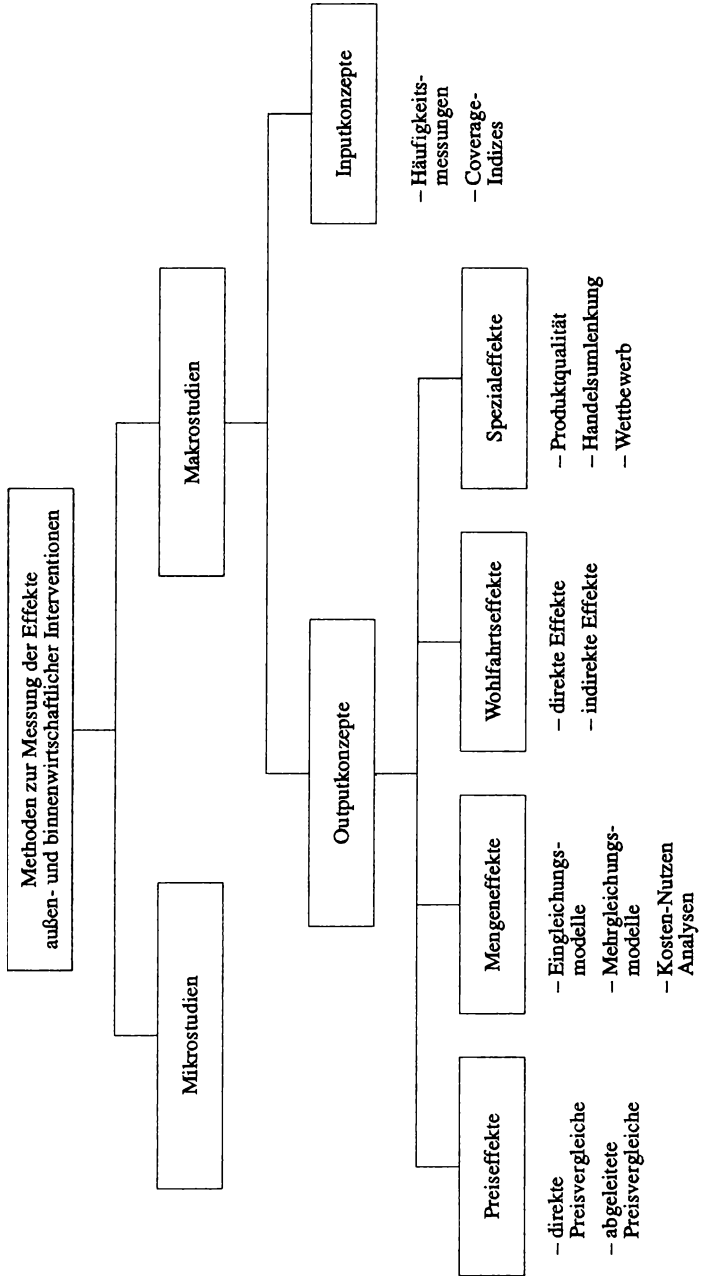 Methoden zur Messung der Effekte
außen- und binnenwirtschaftlicher Interventionen
Mikrostudien
Makrostudien
Outputkonzepte
Inputkonzepte
– Häufigkeits-
messungen
– Coverage-
Indizes
Preiseffekte
– direkte
Preisvergleiche
– abgeleitete
Preisvergleiche
Mengeneffekte
– Eingleichungs-
modelle
– Mehrgleichungs-
modelle
– Kosten-Nutzen
Analysen
Wohlfahrtseffekte
– direkte Effekte
– indirekte Effekte
Spezialeffekte
– Produktqualität
– Handelsumlenkung
– Wettbewerb